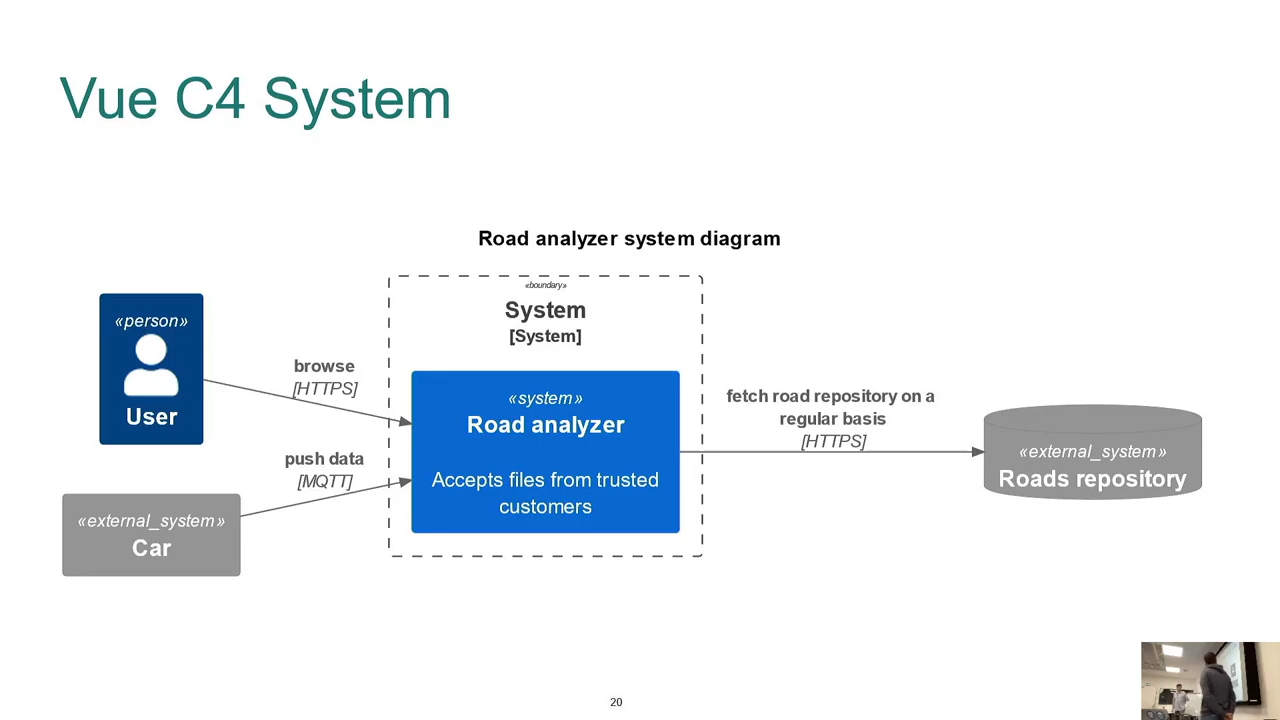 Vue C4 System
Road analyzer system diagram
«boundary»
System
[System]
«person»
User
browse
[HTTPS]
push data
[MQTT]
«external_system»
Car
«system»
Road analyzer
Accepts files from trusted
customers
fetch road repository on a
regular basis
[HTTPS]
«external_system»
Roads repository
20